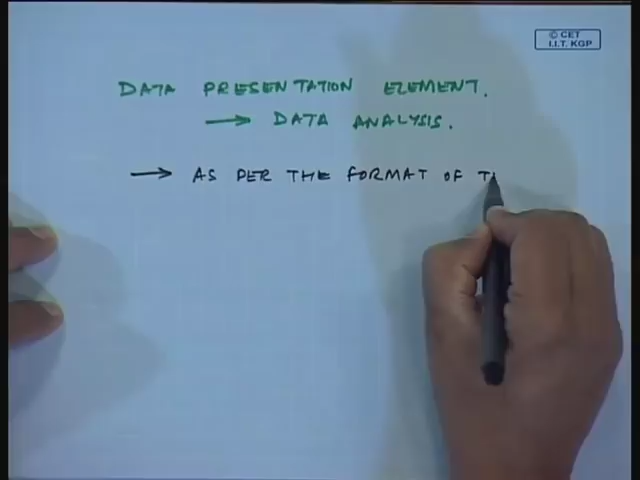 © CET
I.I.T. KGP
DATA PRESENTATION ELEMENT.
→ DATA ANALYSIS.
→ AS PER THE FORMAT OF